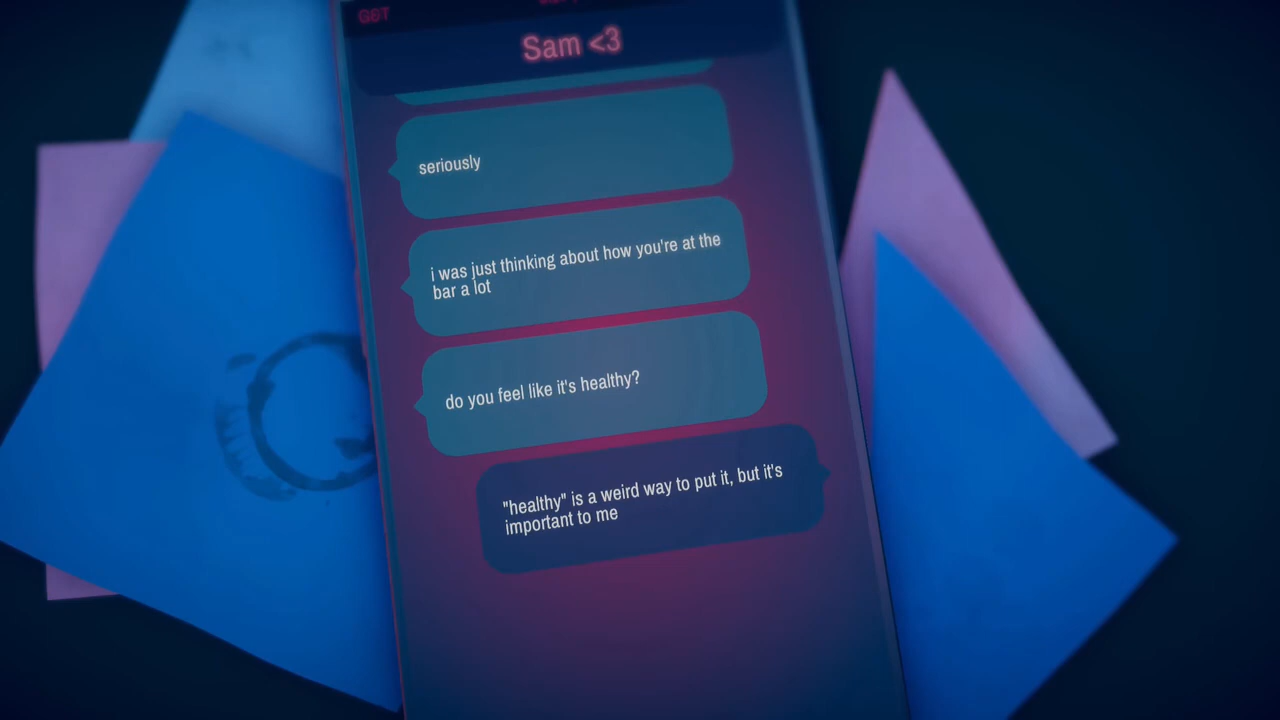 G&T
Sam <3
seriously
i was just thinking about how you're at the
bar a lot
do you feel like it's healthy?
"healthy" is a weird way to put it, but it's
important to me